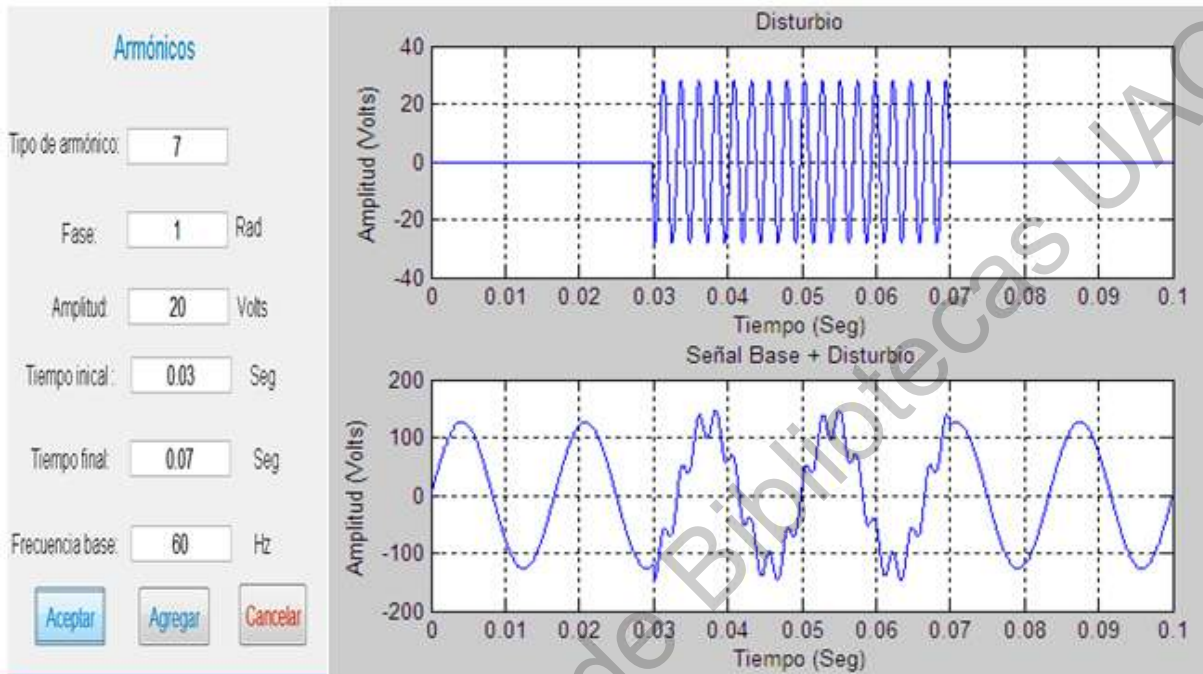 Armónicos
Tipo de armónico: 7
Fase: 1 Rad
Amplitud: 20 Volts
Tiempo inical : 0.03 Seg
Tiempo final: 0.07 Seg
Frecuencia base: 60 Hz
Aceptar Agregar Cancelar
Disturbio
Amplitud (Volts)
40
20
0
-20
-40
0 0.01 0.02 0.03 0.04 0.05 0.06 0.07 0.08 0.09 0.1
Tiempo (Seg)
Señal Base + Disturbio
Amplitud (Volts)
200
100
0
-100
-200
0 0.01 0.02 0.03 0.04 0.05 0.06 0.07 0.08 0.09 0.1
Tiempo (Seg)
de Bibliotecas UAQ